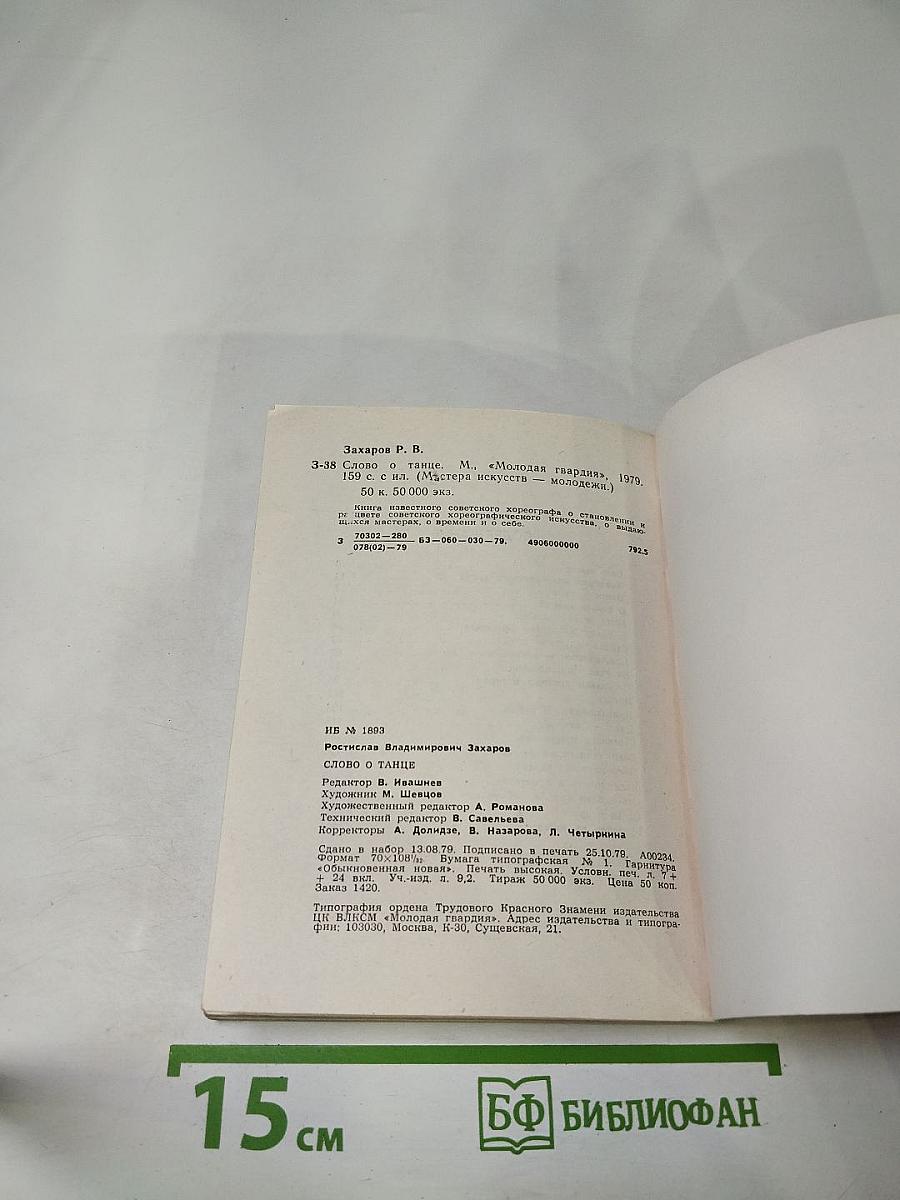 Захаров Р. В.
З-38 Слово о танце. М., «Молодая гвардия», 1979.
159 с. с ил. (Мастера искусств — молодежи.)
50 к. 50 000 экз.
Книга известного советского хореографа о становлении и
расцвете советского хореографического искусства, о выдаю-
щихся мастерах, о времени и о себе.
З 70302—280 БЗ—060—030—79. 4906000000 792.5
078(02)—79
ИБ № 1893
Ростислав Владимирович Захаров
СЛОВО О ТАНЦЕ
Редактор В. Ивашнев
Художник М. Шевцов
Художественный редактор А. Романова
Технический редактор В. Савельева
Корректоры А. Долидзе, В. Назарова, Л. Четыркина
Сдано в набор 13.08.79. Подписано в печать 25.10.79. А00234.
Формат 70×108¹/₃₂. Бумага типографская № 1. Гарнитура
«Обыкновенная новая». Печать высокая. Условн. печ. л. 7+
+ 24 вкл. Уч.-изд. л. 9,2. Тираж 50 000 экз. Цена 50 коп.
Заказ 1420.
Типография ордена Трудового Красного Знамени издательства
ЦК ВЛКСМ «Молодая гвардия». Адрес издательства и типогра-
фии: 103030, Москва, К-30, Сущевская, 21.
15 см
БФ БИБЛИОФАН